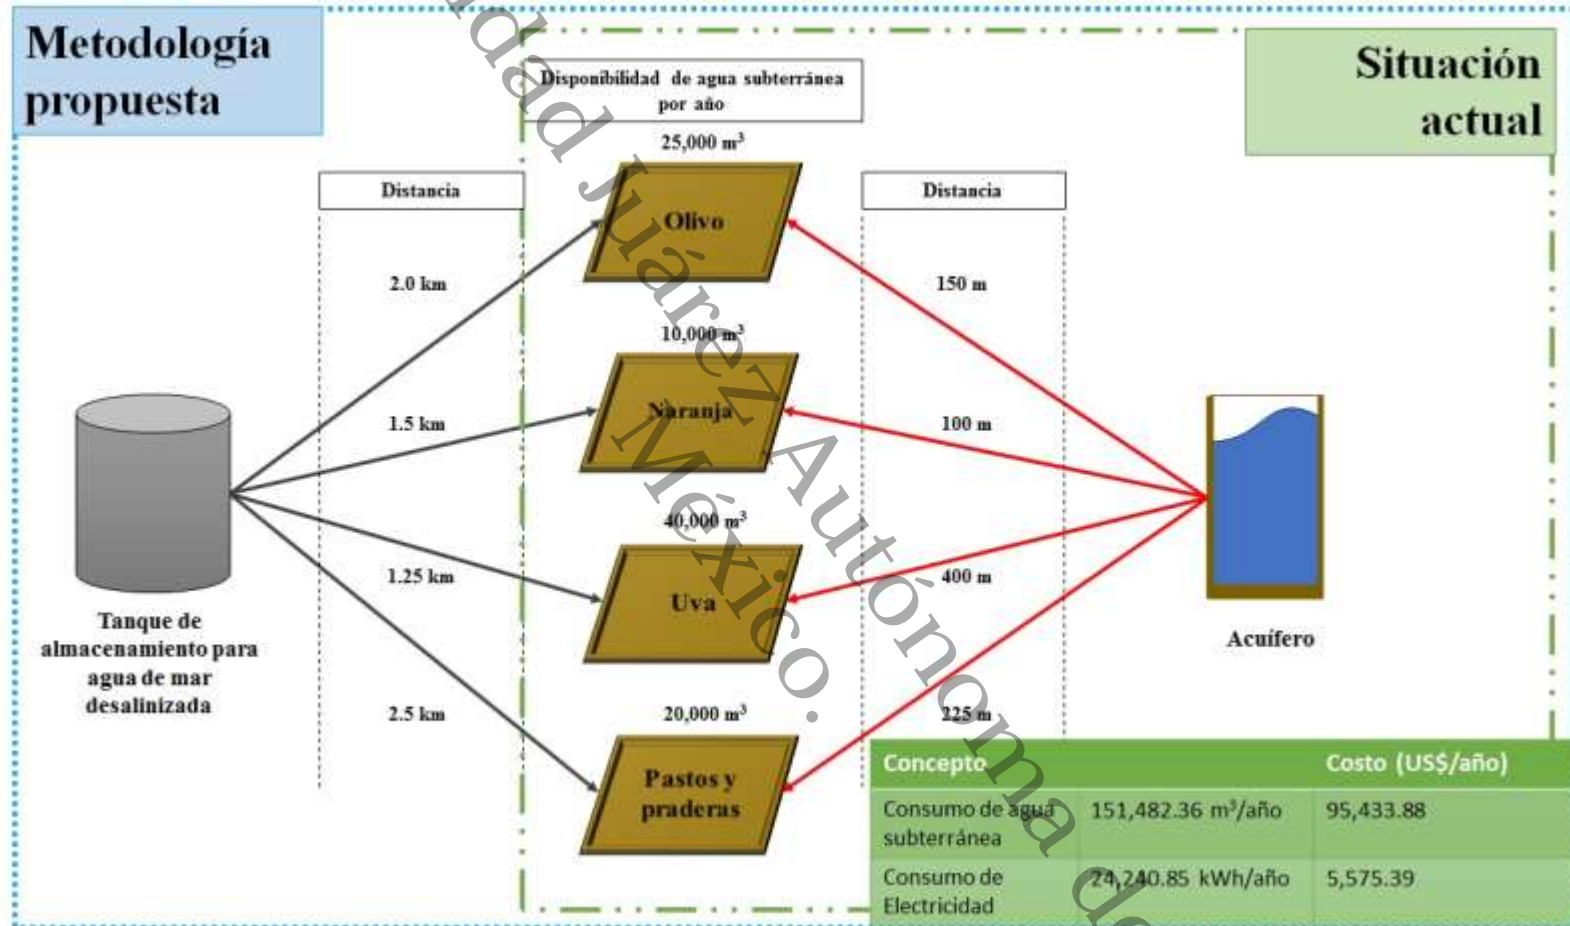 Metodología
propuesta
Situación
actual
Disponibilidad de agua subterránea
por año
25,000 m³
Distancia
Distancia
Olivo
2.0 km
150 m
10,000 m³
Naranja
1.5 km
100 m
40,000 m³
Uva
1.25 km
400 m
Tanque de
almacenamiento para
agua de mar
desalinizada
Acuífero
2.5 km
20,000 m³
225 m
Pastos y
praderas
Concepto Costo (US$/año)
Consumo de agua
subterránea
151,482.36 m³/año 95,433.88
Consumo de
Electricidad
24,240.85 kWh/año 5,575.39
Juárez Autónoma de
México.